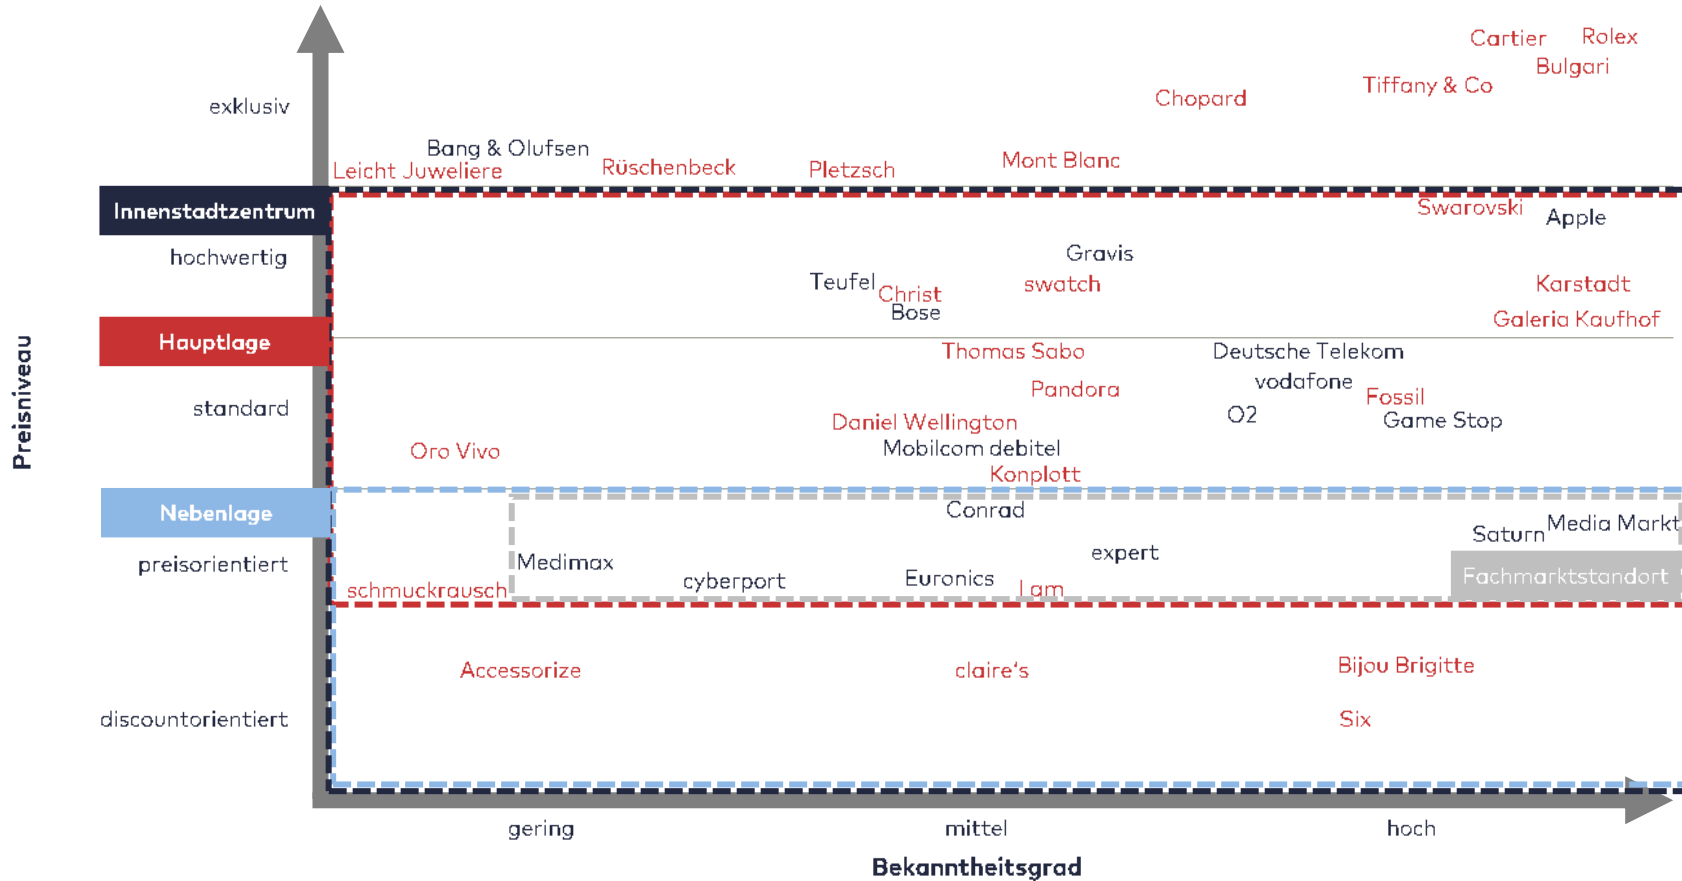 Cartier
Rolex
Bulgari
Tiffany & Co
Chopard
exklusiv
Bang & Olufsen
Leicht Juweliere
Rüschenbeck
Pletzsch
Mont Blanc
Innenstadtzentrum
Swarovski
Apple
hochwertig
Gravis
Teufel
Christ
swatch
Karstadt
Bose
Galeria Kaufhof
Hauptlage
Thomas Sabo
Deutsche Telekom
vodafone
Pandora
Fossil
Preisniveau
standard
O2
Game Stop
Daniel Wellington
Mobilcom debitel
Oro Vivo
Konplott
Nebenlage
Conrad
Media Markt
Saturn
expert
preisorientiert
Medimax
cyberport
Euronics
Fachmarktstandort
schmuckrausch
I am
Accessorize
claire‘s
Bijou Brigitte
discountorientiert
Six
gering
mittel
hoch
Bekanntheitsgrad